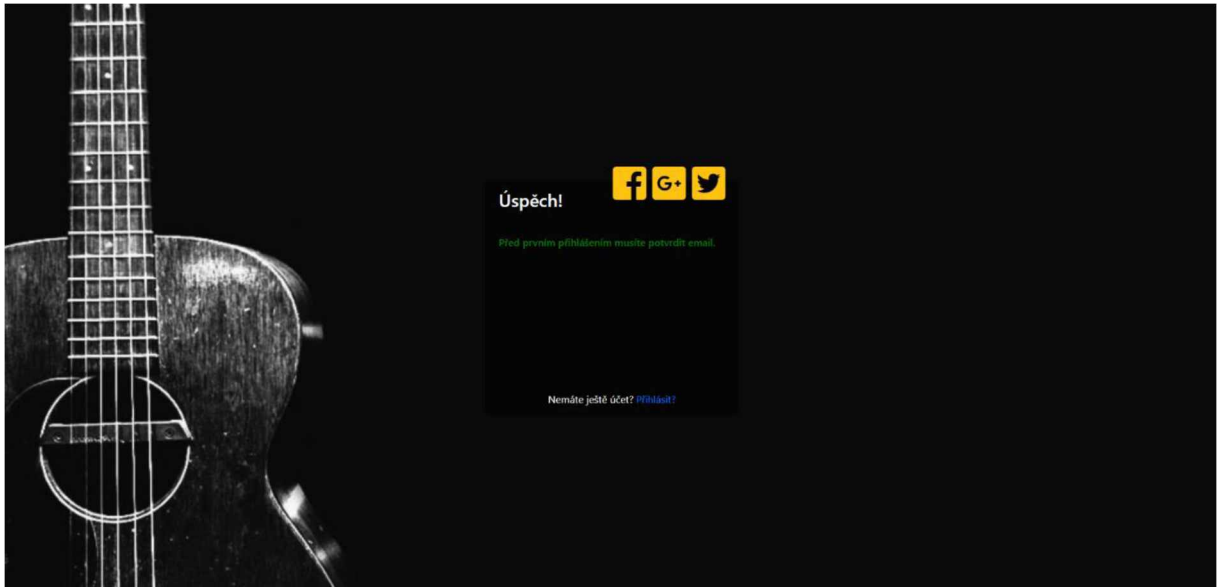 Úspěch!
G+
Před prvním přihlášením musíte potvrdit email.
Nemáte ještě účet? Přihlásit?